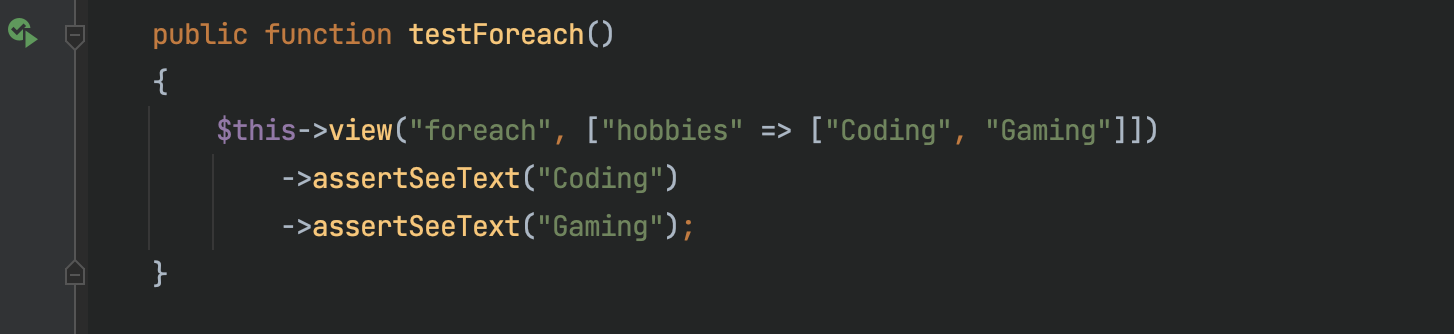 public function testForeach()
{
    $this->view("foreach", ["hobbies" => ["Coding", "Gaming"]])
        ->assertSeeText("Coding")
        ->assertSeeText("Gaming");
}